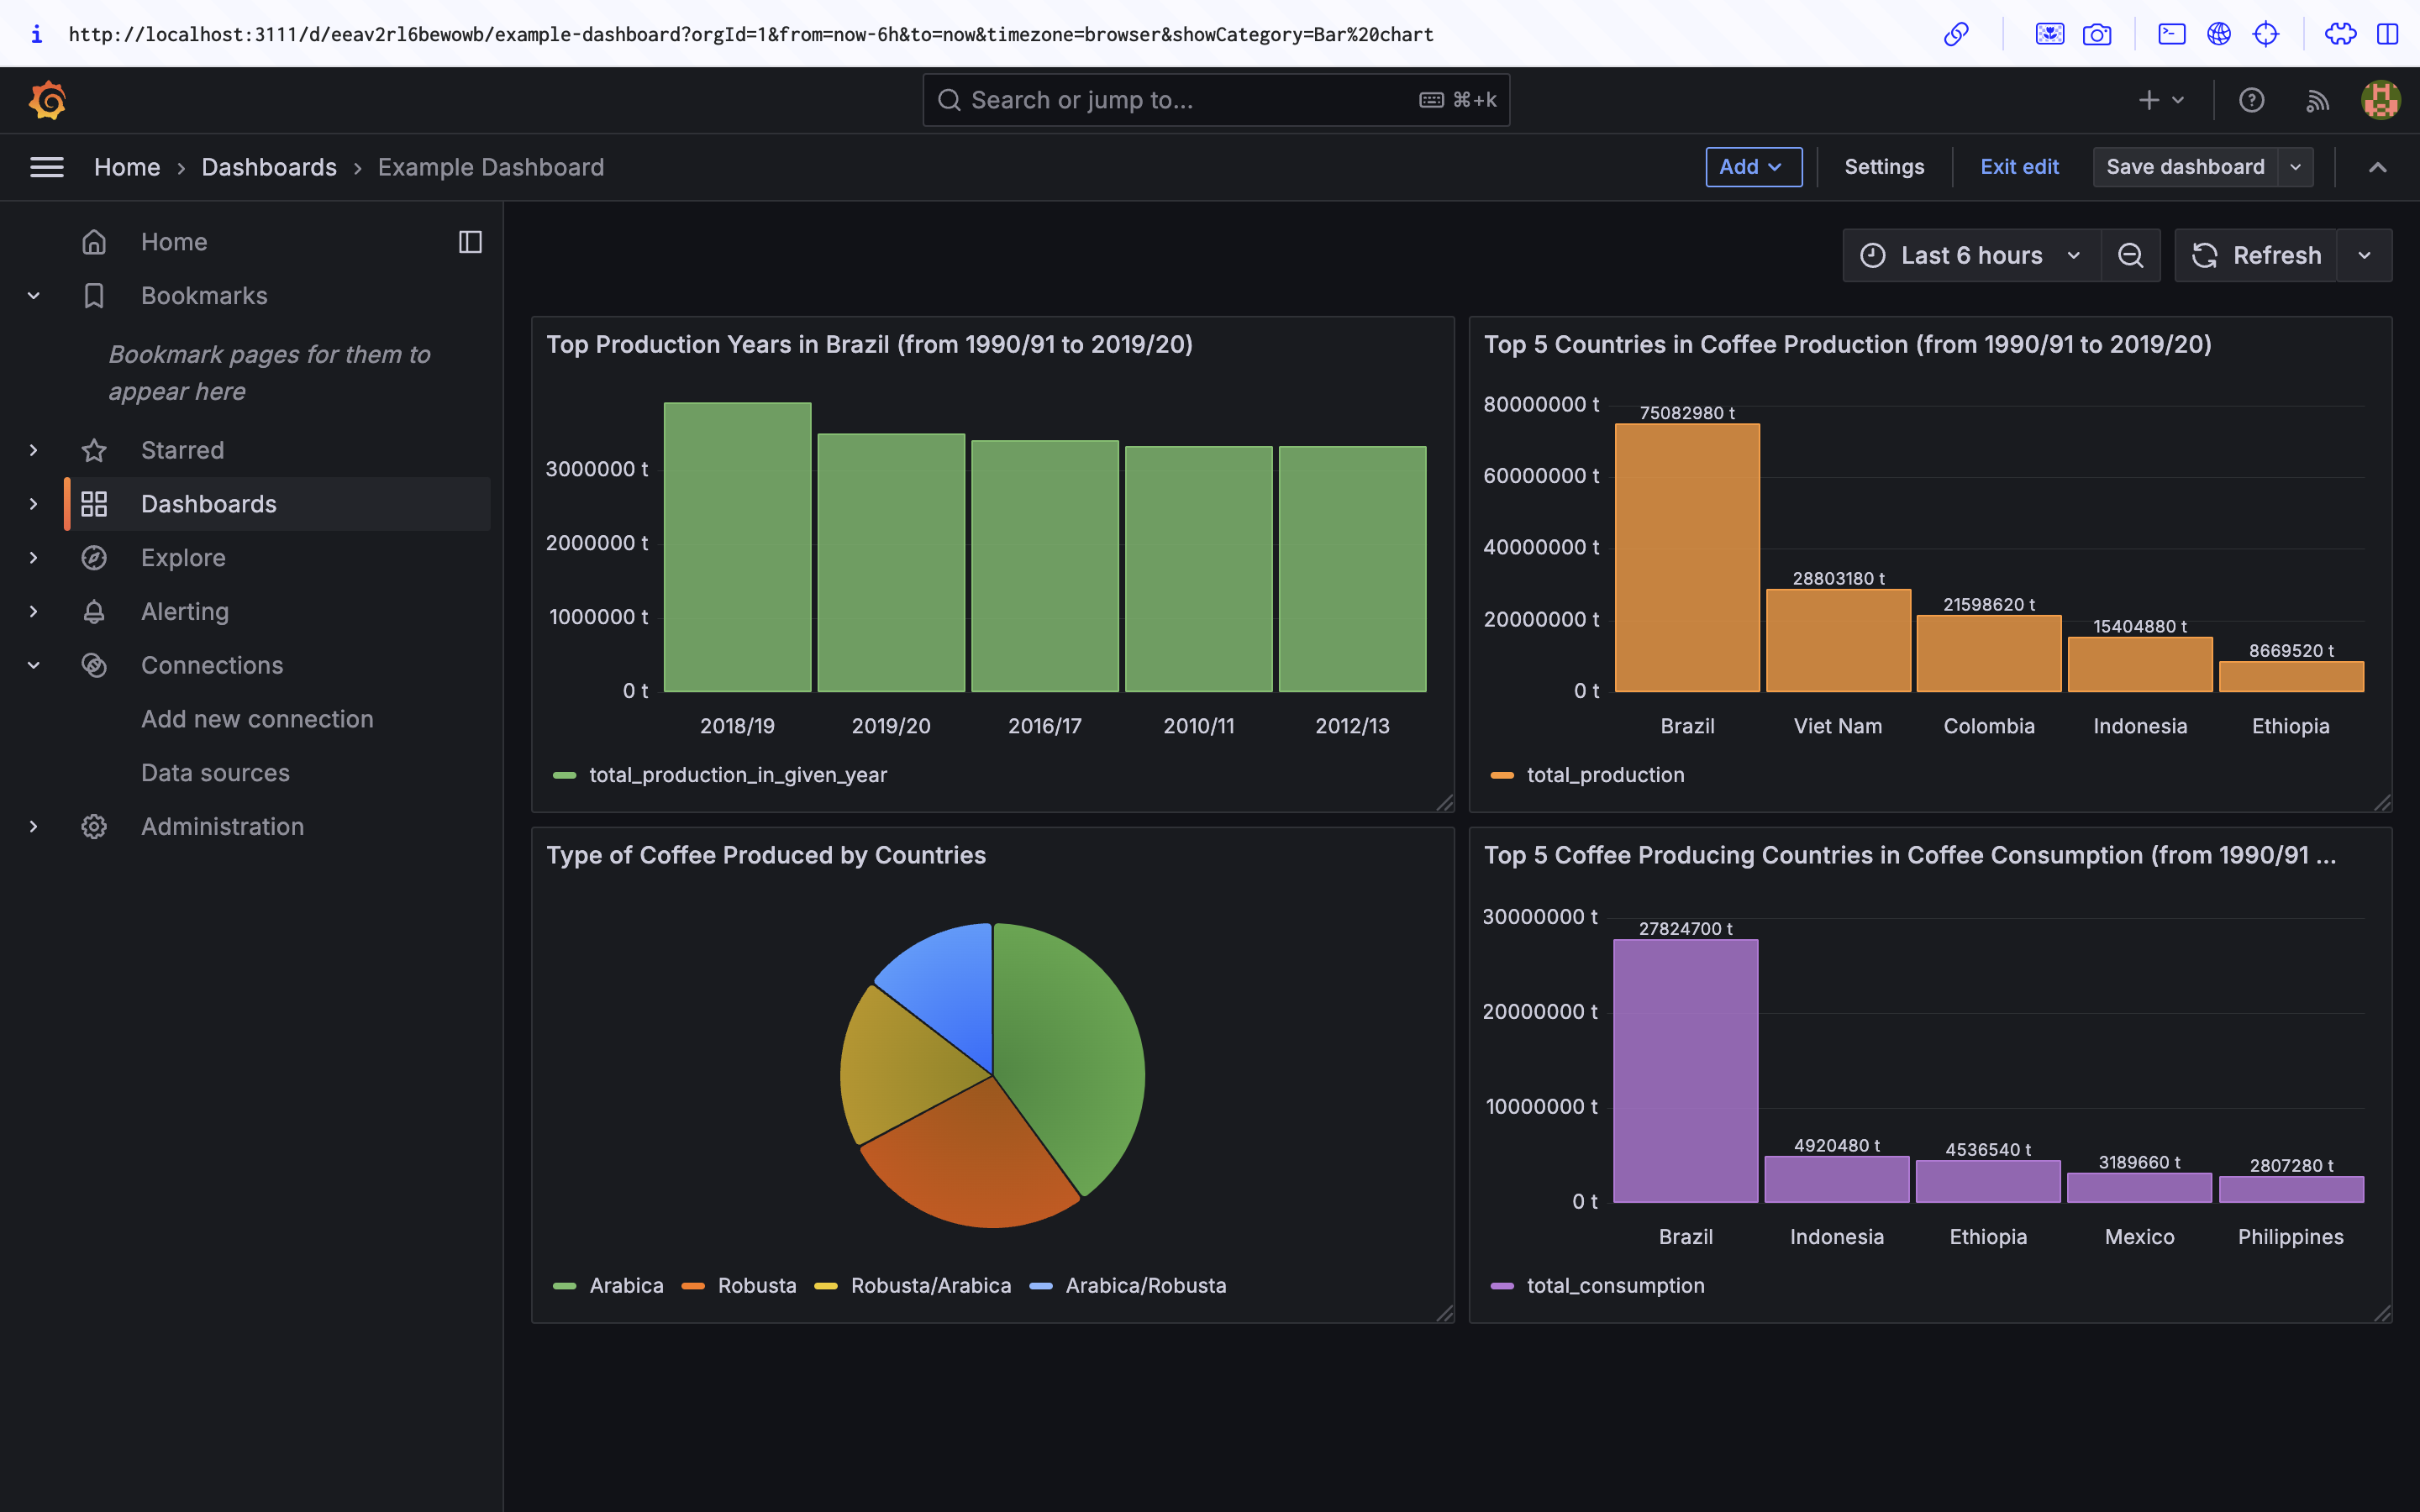 i http://localhost:3111/d/eeav2rl6bewowb/example-dashboard?orgId=1&from=now-6h&to=now&timezone=browser&showCategory=Bar%20chart
Search or jump to... ⌘+k
Home › Dashboards › Example Dashboard
Add
Settings
Exit edit
Save dashboard
Home
Bookmarks
Bookmark pages for them to
appear here
Starred
Dashboards
Explore
Alerting
Connections
Add new connection
Data sources
Administration
Last 6 hours
Refresh
Top Production Years in Brazil (from 1990/91 to 2019/20)
3000000 t
2000000 t
1000000 t
0 t
2018/19 2019/20 2016/17 2010/11 2012/13
total_production_in_given_year
Top 5 Countries in Coffee Production (from 1990/91 to 2019/20)
80000000 t
60000000 t
40000000 t
20000000 t
0 t
75082980 t
28803180 t
21598620 t
15404880 t
8669520 t
Brazil Viet Nam Colombia Indonesia Ethiopia
total_production
Type of Coffee Produced by Countries
Arabica Robusta Robusta/Arabica Arabica/Robusta
Top 5 Coffee Producing Countries in Coffee Consumption (from 1990/91 ...
30000000 t
20000000 t
10000000 t
0 t
27824700 t
4920480 t
4536540 t
3189660 t
2807280 t
Brazil Indonesia Ethiopia Mexico Philippines
total_consumption